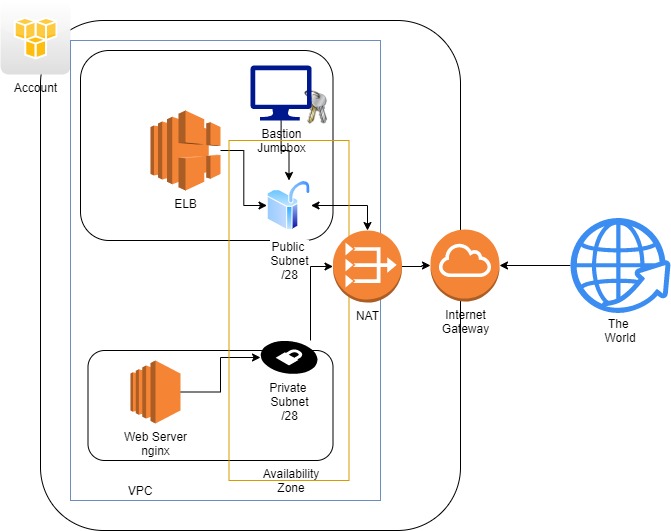 Account
Bastion
Jumpbox
ELB
Public
Subnet
/28
NAT
Internet
Gateway
The
World
Private
Subnet
/28
Web Server
nginx
Availability
Zone
VPC